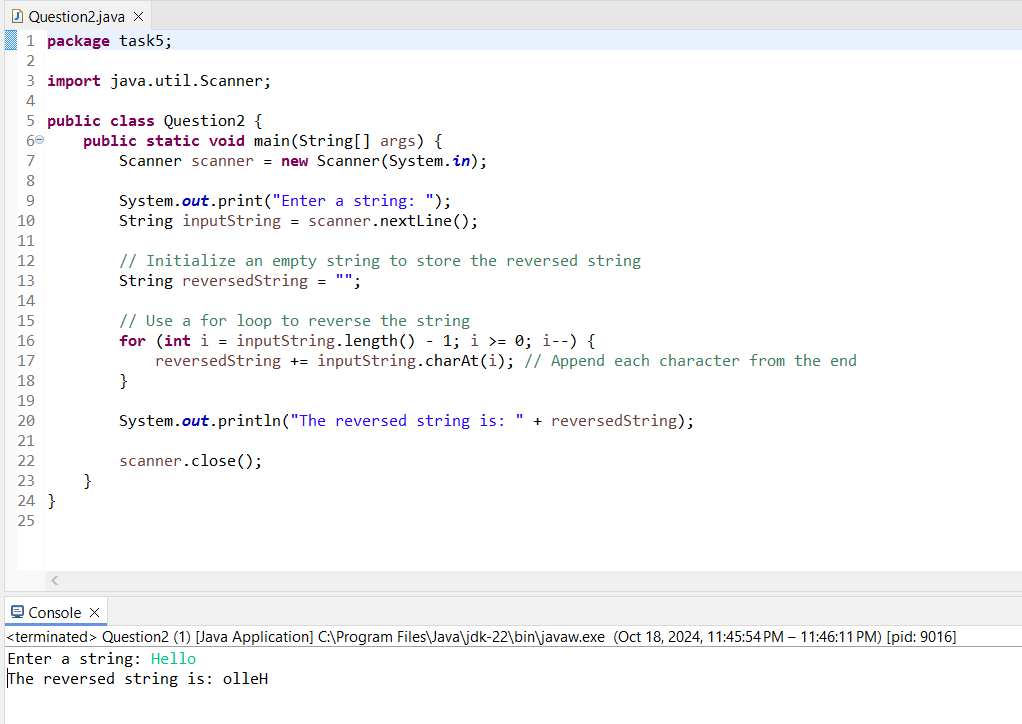 Question2.java
1 package task5;
2
3 import java.util.Scanner;
4
5 public class Question2 {
6     public static void main(String[] args) {
7         Scanner scanner = new Scanner(System.in);
8
9         System.out.print("Enter a string: ");
10         String inputString = scanner.nextLine();
11
12         // Initialize an empty string to store the reversed string
13         String reversedString = "";
14
15         // Use a for loop to reverse the string
16         for (int i = inputString.length() - 1; i >= 0; i--) {
17             reversedString += inputString.charAt(i); // Append each character from the end
18         }
19
20         System.out.println("The reversed string is: " + reversedString);
21
22         scanner.close();
23     }
24 }
25
Console
<terminated> Question2 (1) [Java Application] C:\Program Files\Java\jdk-22\bin\javaw.exe (Oct 18, 2024, 11:45:54 PM – 11:46:11 PM) [pid: 9016]
Enter a string: Hello
The reversed string is: olleH